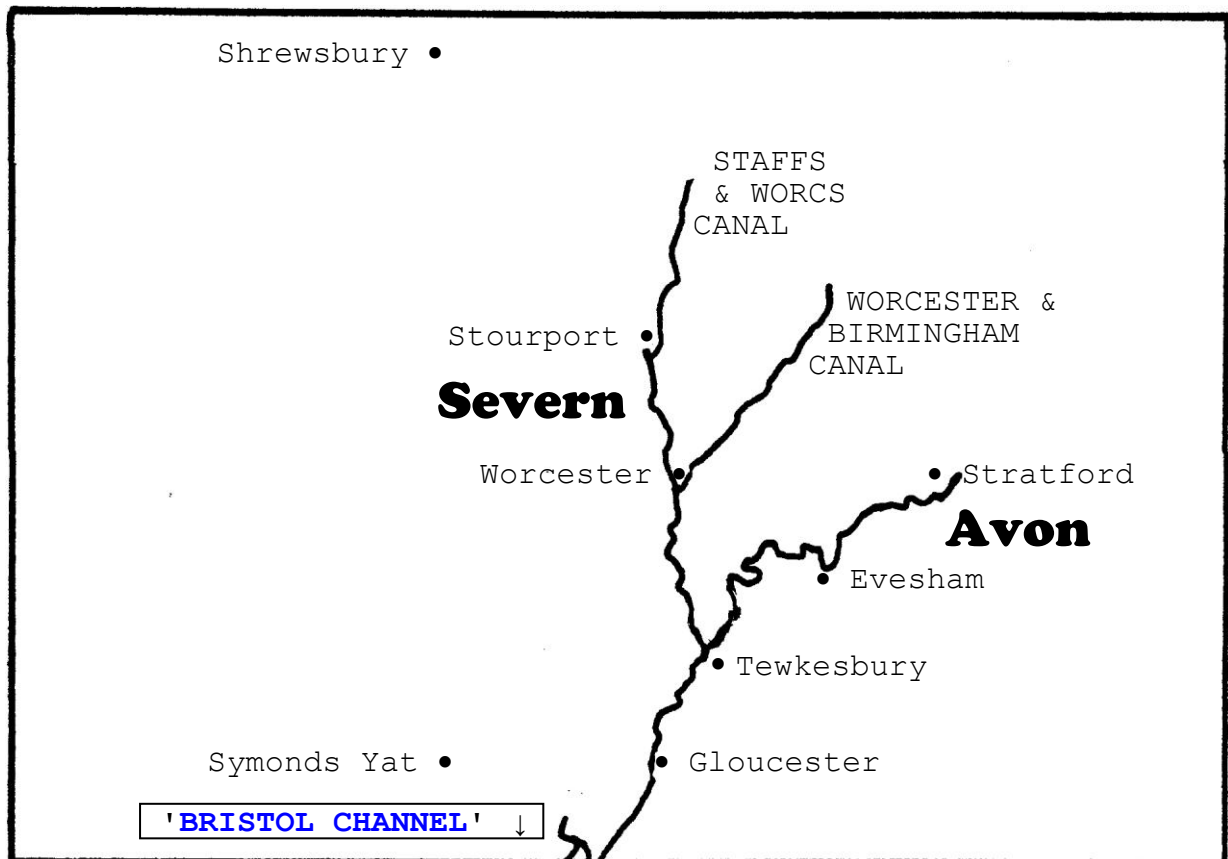 Shrewsbury
STAFFS
& WORCS
CANAL
WORCESTER &
BIRMINGHAM
CANAL
Stourport
Severn
Worcester
Stratford
Avon
Evesham
Tewkesbury
Symonds Yat
Gloucester
'BRISTOL CHANNEL' ↓